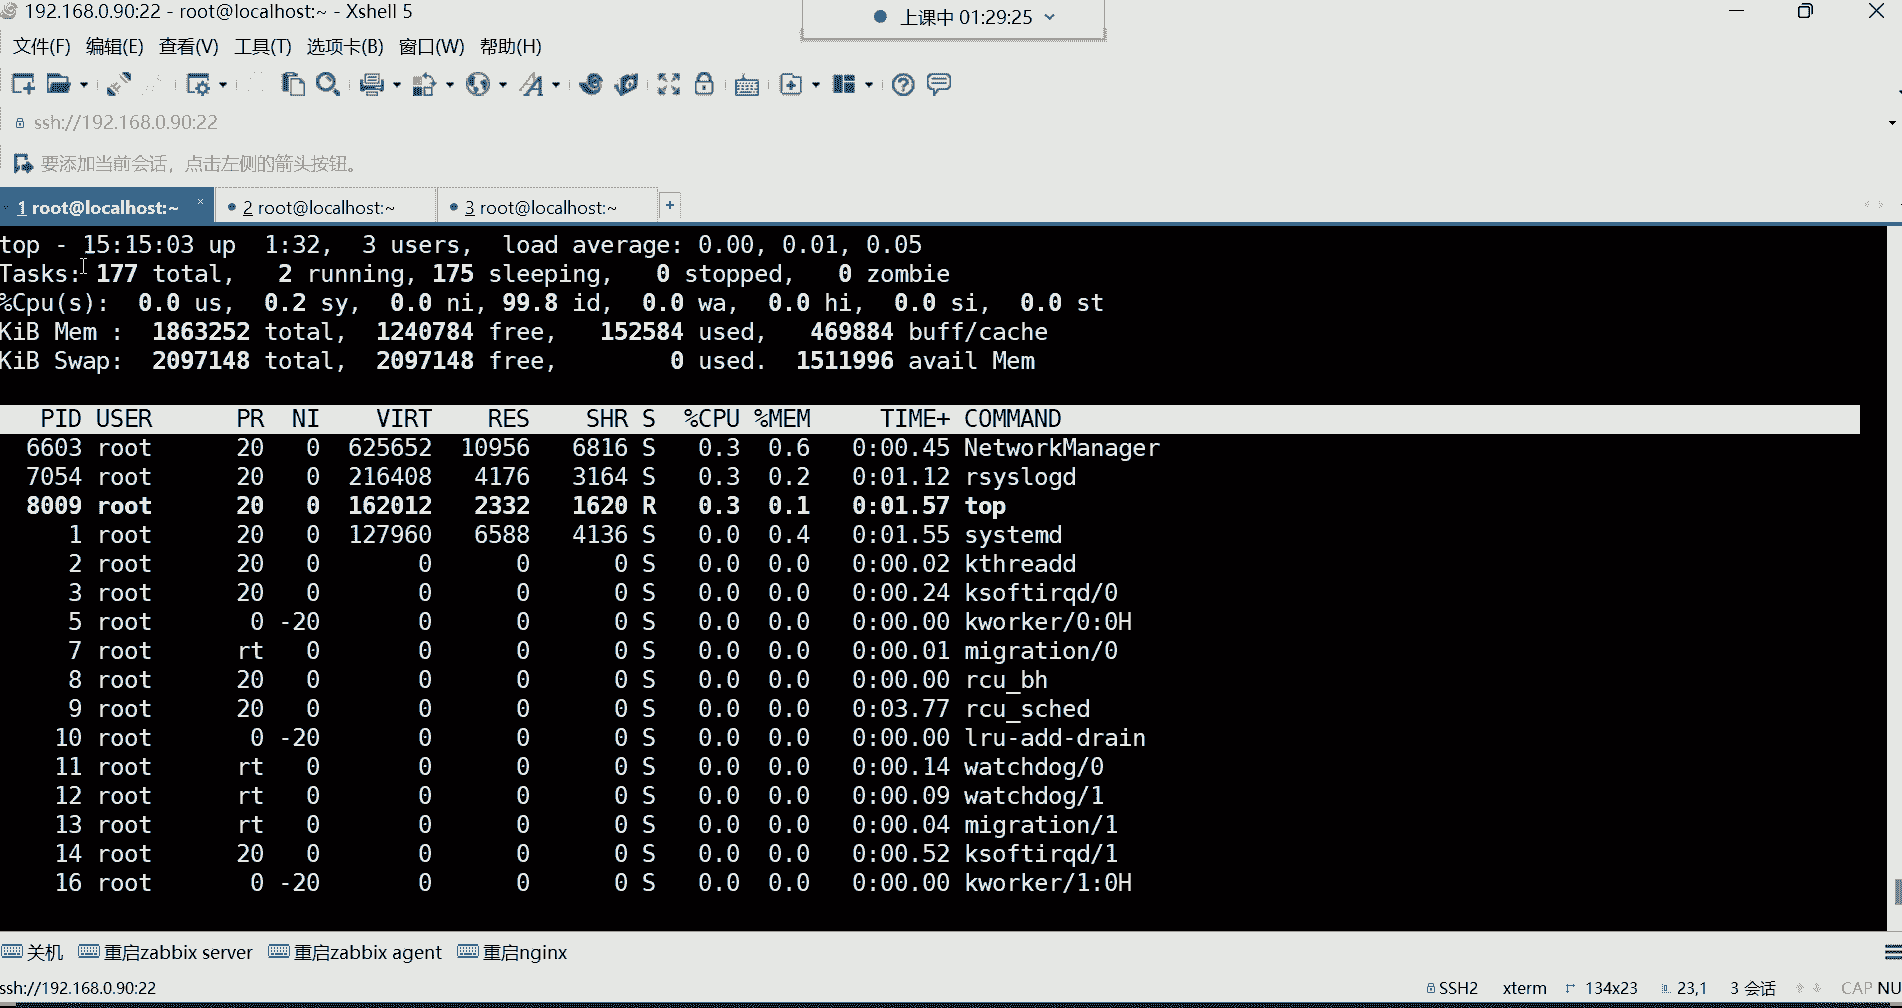 192.168.0.90:22 - root@localhost:~ - Xshell 5
上课中 01:29:25
文件(F) 编辑(E) 查看(V) 工具(T) 选项卡(B) 窗口(W) 帮助(H)
ssh://192.168.0.90:22
要添加当前会话，点击左侧的箭头按钮。
1 root@localhost:~ × 2 root@localhost:~ 3 root@localhost:~ +
top - 15:15:03 up  1:32,  3 users,  load average: 0.00, 0.01, 0.05
Tasks: 177 total,   2 running, 175 sleeping,   0 stopped,   0 zombie
%Cpu(s):  0.0 us,  0.2 sy,  0.0 ni, 99.8 id,  0.0 wa,  0.0 hi,  0.0 si,  0.0 st
KiB Mem :  1863252 total,  1240784 free,   152584 used,   469884 buff/cache
KiB Swap:  2097148 total,  2097148 free,        0 used.  1511996 avail Mem
PID USER      PR  NI    VIRT    RES    SHR S  %CPU %MEM     TIME+ COMMAND
6603 root      20   0  625652  10956   6816 S   0.3  0.6   0:00.45 NetworkManager
7054 root      20   0  216408   4176   3164 S   0.3  0.2   0:01.12 rsyslogd
8009 root      20   0  162012   2332   1620 R   0.3  0.1   0:01.57 top
1 root      20   0  127960   6588   4136 S   0.0  0.4   0:01.55 systemd
2 root      20   0       0      0      0 S   0.0  0.0   0:00.02 kthreadd
3 root      20   0       0      0      0 S   0.0  0.0   0:00.24 ksoftirqd/0
5 root       0 -20       0      0      0 S   0.0  0.0   0:00.00 kworker/0:0H
7 root      rt   0       0      0      0 S   0.0  0.0   0:00.01 migration/0
8 root      20   0       0      0      0 S   0.0  0.0   0:00.00 rcu_bh
9 root      20   0       0      0      0 S   0.0  0.0   0:03.77 rcu_sched
10 root       0 -20       0      0      0 S   0.0  0.0   0:00.00 lru-add-drain
11 root      rt   0       0      0      0 S   0.0  0.0   0:00.14 watchdog/0
12 root      rt   0       0      0      0 S   0.0  0.0   0:00.09 watchdog/1
13 root      rt   0       0      0      0 S   0.0  0.0   0:00.04 migration/1
14 root      20   0       0      0      0 S   0.0  0.0   0:00.52 ksoftirqd/1
16 root       0 -20       0      0      0 S   0.0  0.0   0:00.00 kworker/1:0H
关机 重启zabbix server 重启zabbix agent 重启nginx
ssh://192.168.0.90:22 SSH2 xterm 134x23 23,1 3 会话 CAP NU